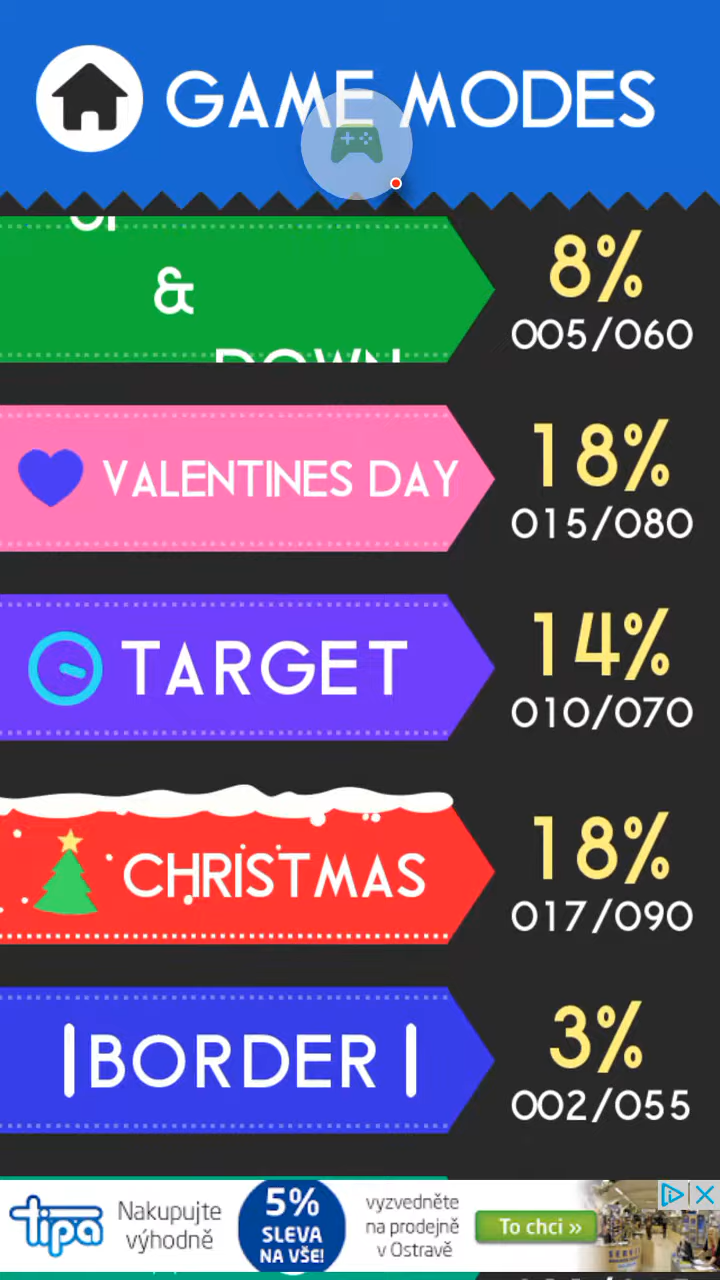 GAME MODES
&
DOWN
8%
005/060
VALENTINES DAY
18%
015/080
TARGET
14%
010/070
CHRISTMAS
18%
017/090
|BORDER|
3%
002/055
tipa
Nakupujte
výhodně
5%
SLEVA
NA VŠE!
vyzvedněte
na prodejně
v Ostravě
To chci »